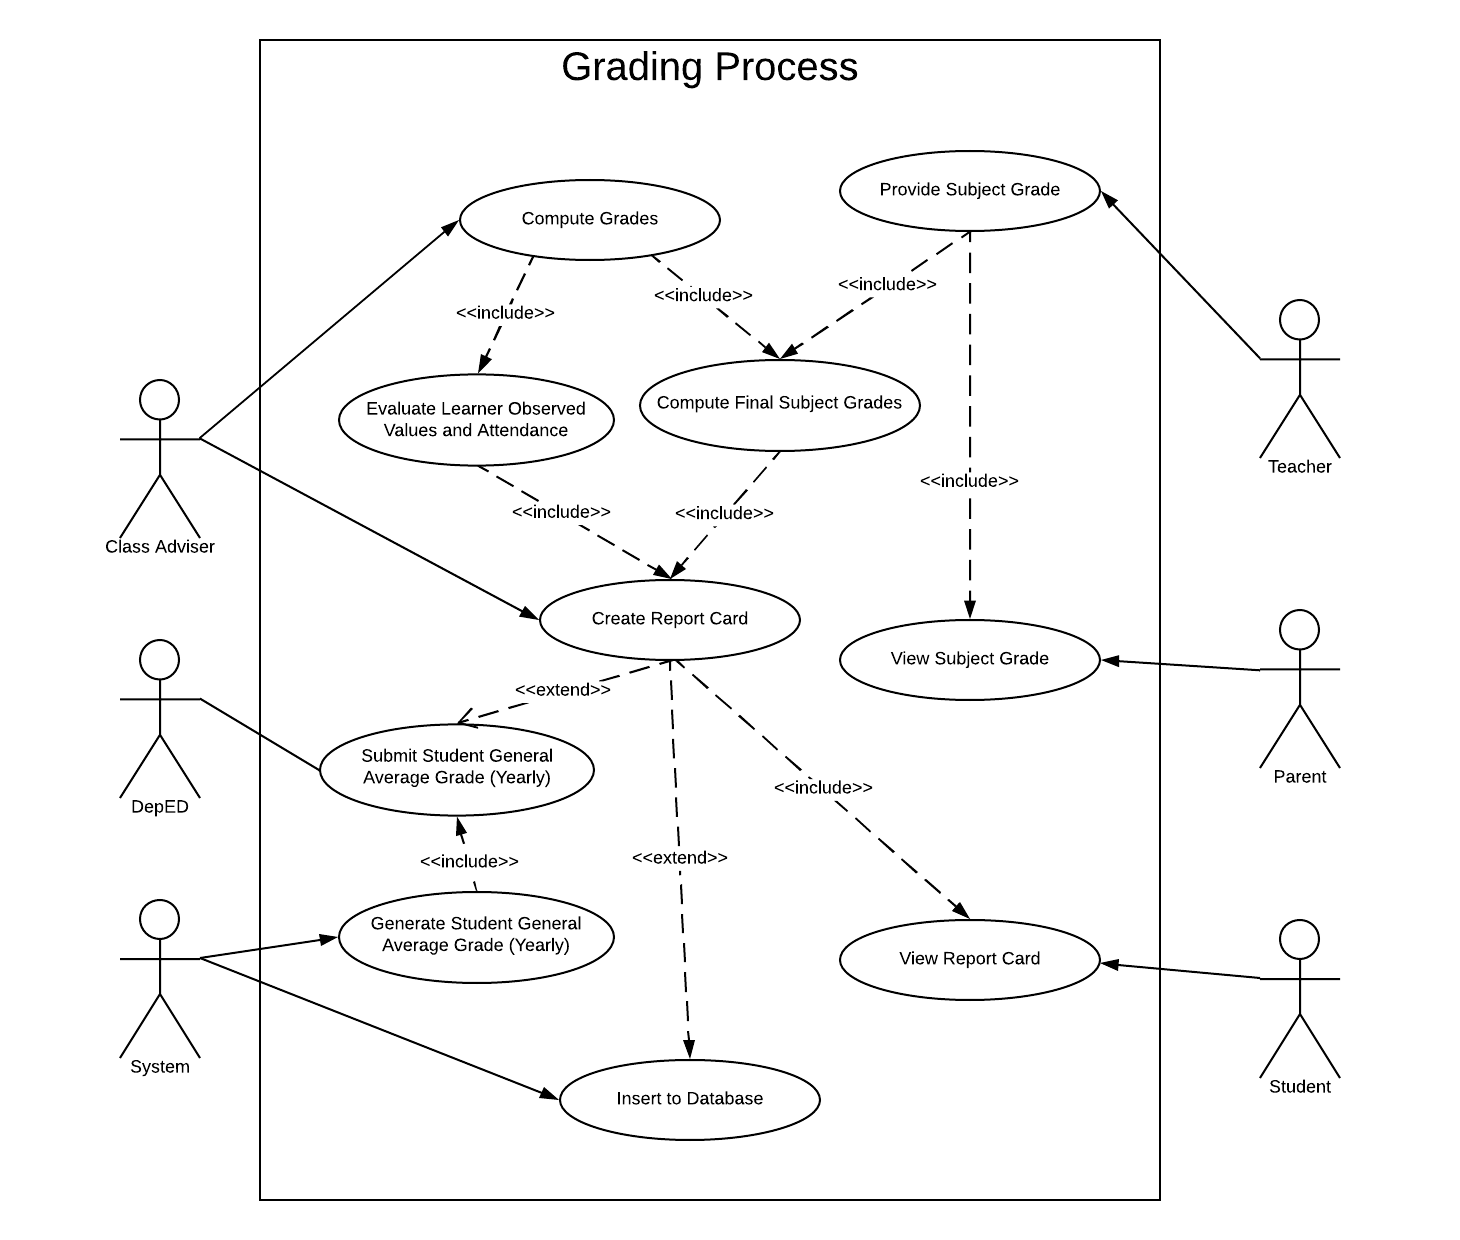 Grading Process
Provide Subject Grade
Compute Grades
<<include>>
<<include>>
<<include>>
Evaluate Learner Observed
Values and Attendance
Compute Final Subject Grades
Teacher
<<include>>
<<include>>
<<include>>
Class Adviser
Create Report Card
View Subject Grade
<<extend>>
Submit Student General
Average Grade (Yearly)
Parent
<<include>>
DepED
<<include>>
<<extend>>
Generate Student General
Average Grade (Yearly)
View Report Card
System
Student
Insert to Database